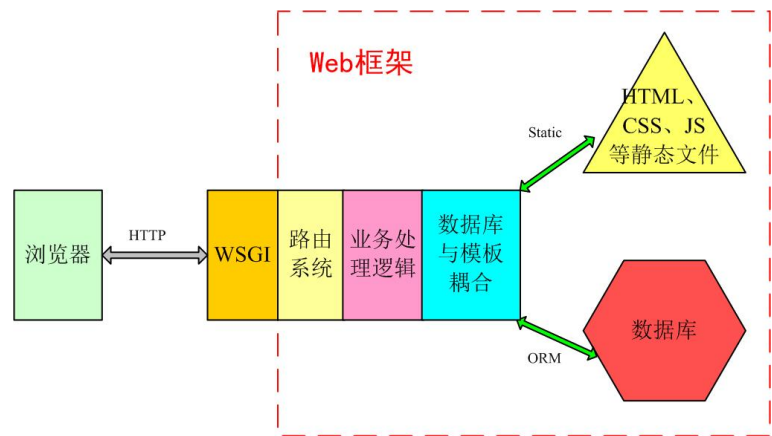 Web框架
HTML、
CSS、JS
等静态文件
Static
HTTP
浏览器
WSGI
路由
系统
业务处
理逻辑
数据库
与模板
耦合
数据库
ORM